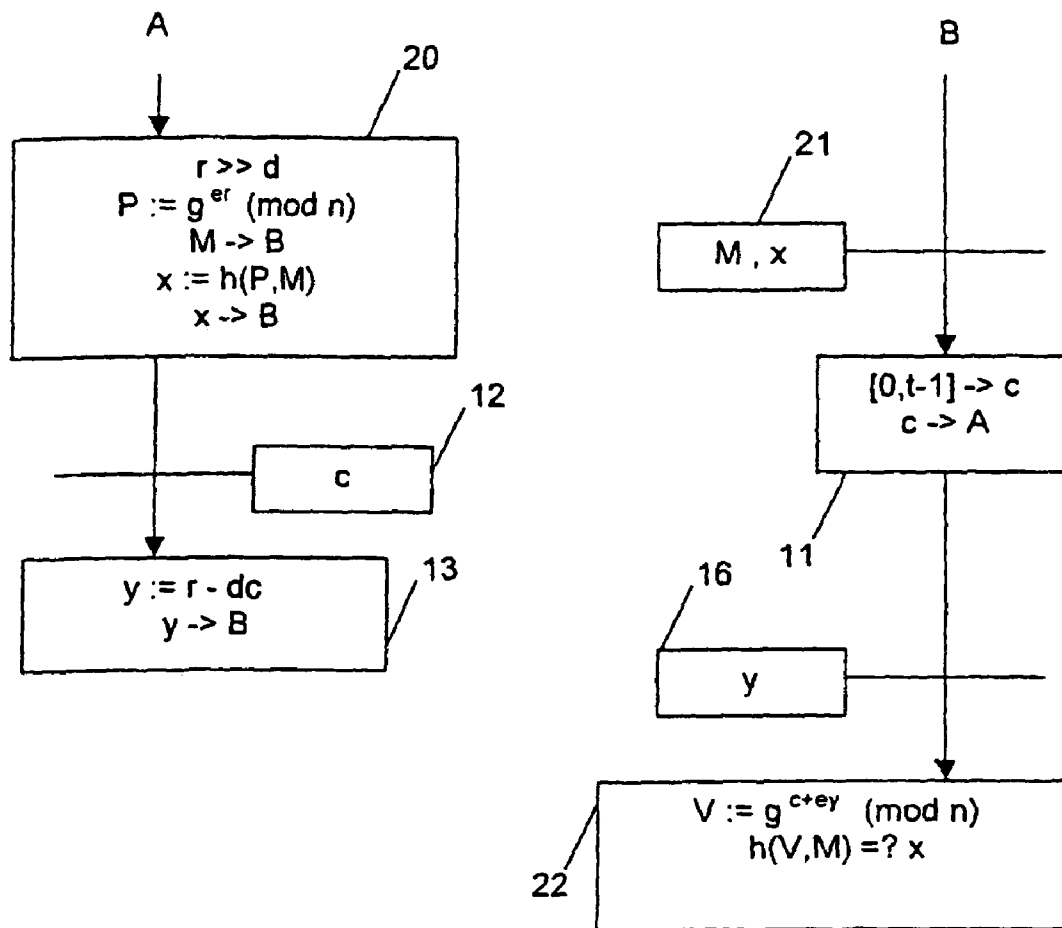 A
20
r >> d
P := g^er (mod n)
M -> B
x := h(P,M)
x -> B
12
c
13
y := r - dc
y -> B
B
21
M , x
[0,t-1] -> c
c -> A
11
16
y
V := g^c+ey (mod n)
h(V,M) =? x
22